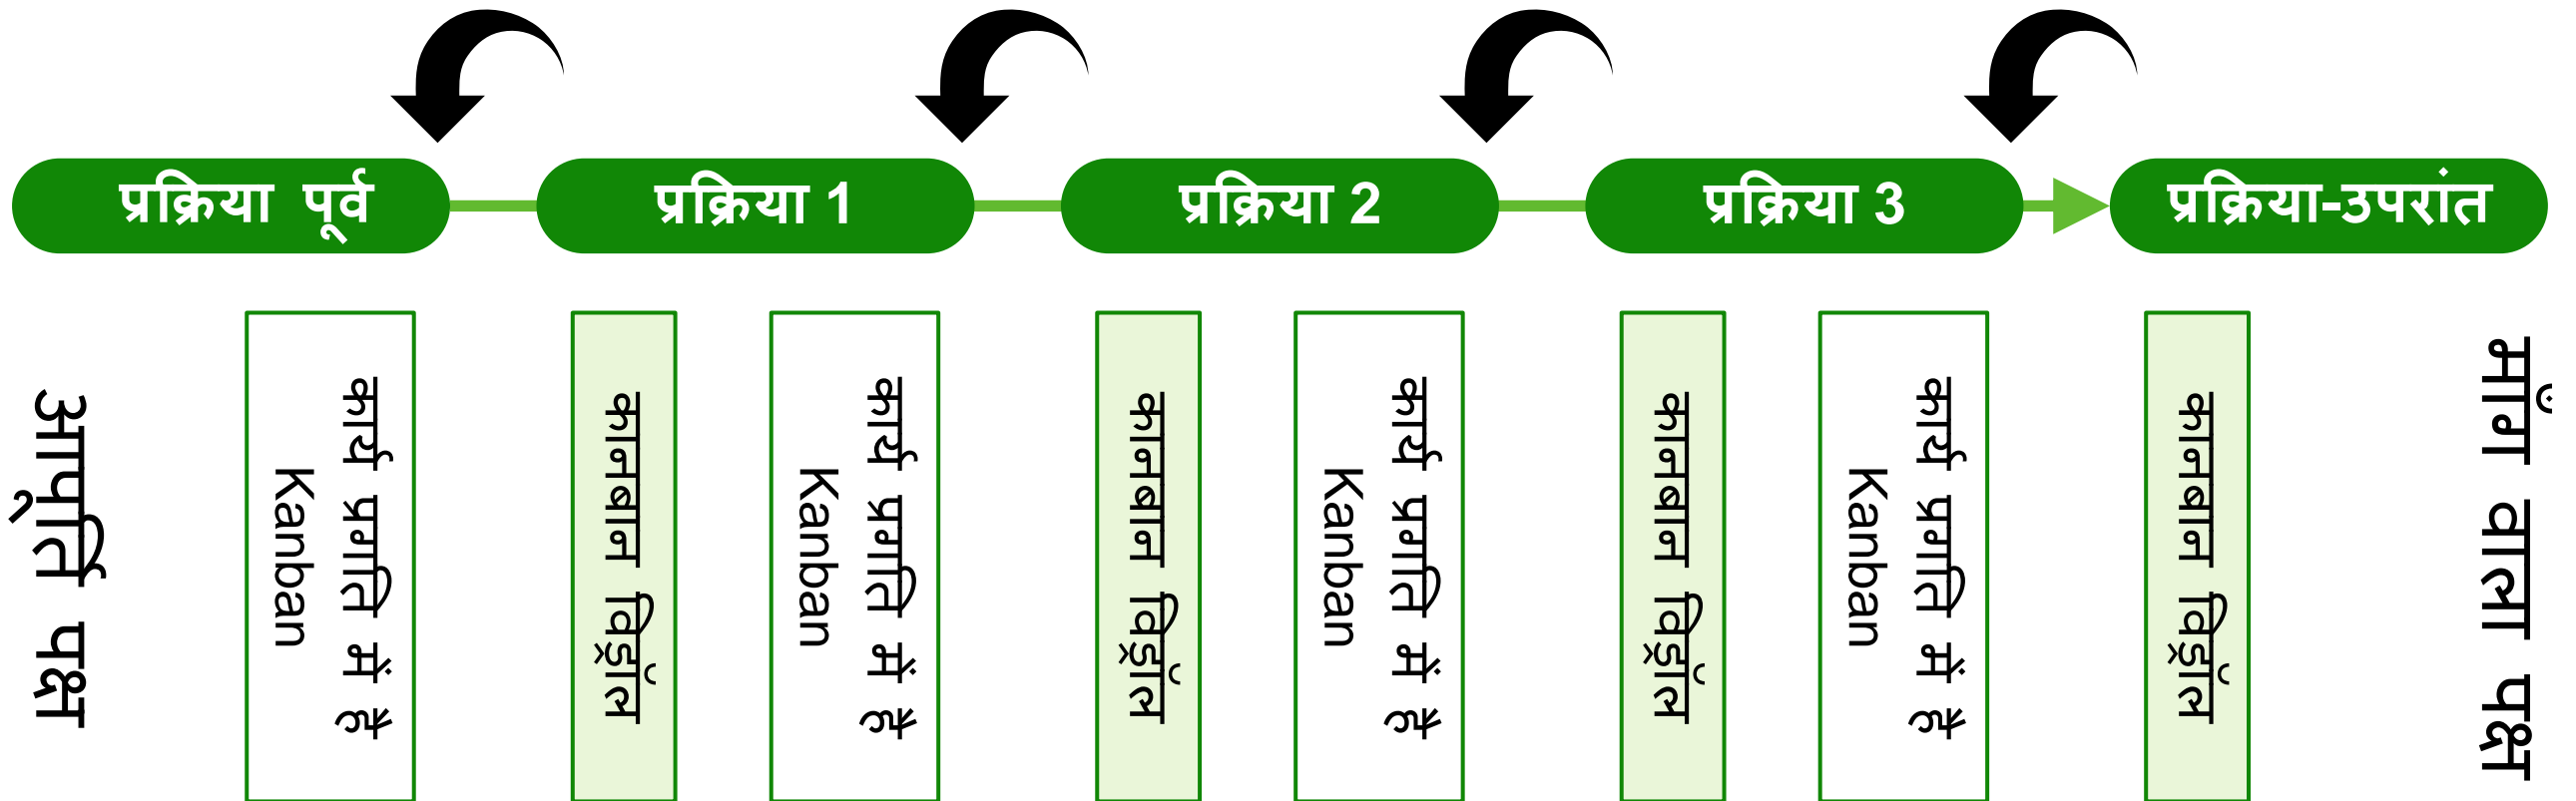 प्रक्रिया पूर्व
प्रक्रिया 1
प्रक्रिया 2
प्रक्रिया 3
प्रक्रिया-उपरांत
आपूर्ति पक्ष
कार्य प्रगति में है
Kanban
कानबान विड्रॉल
कार्य प्रगति में है
Kanban
कानबान विड्रॉल
कार्य प्रगति में है
Kanban
कानबान विड्रॉल
कार्य प्रगति में है
Kanban
कानबान विड्रॉल
माँग वाला पक्ष